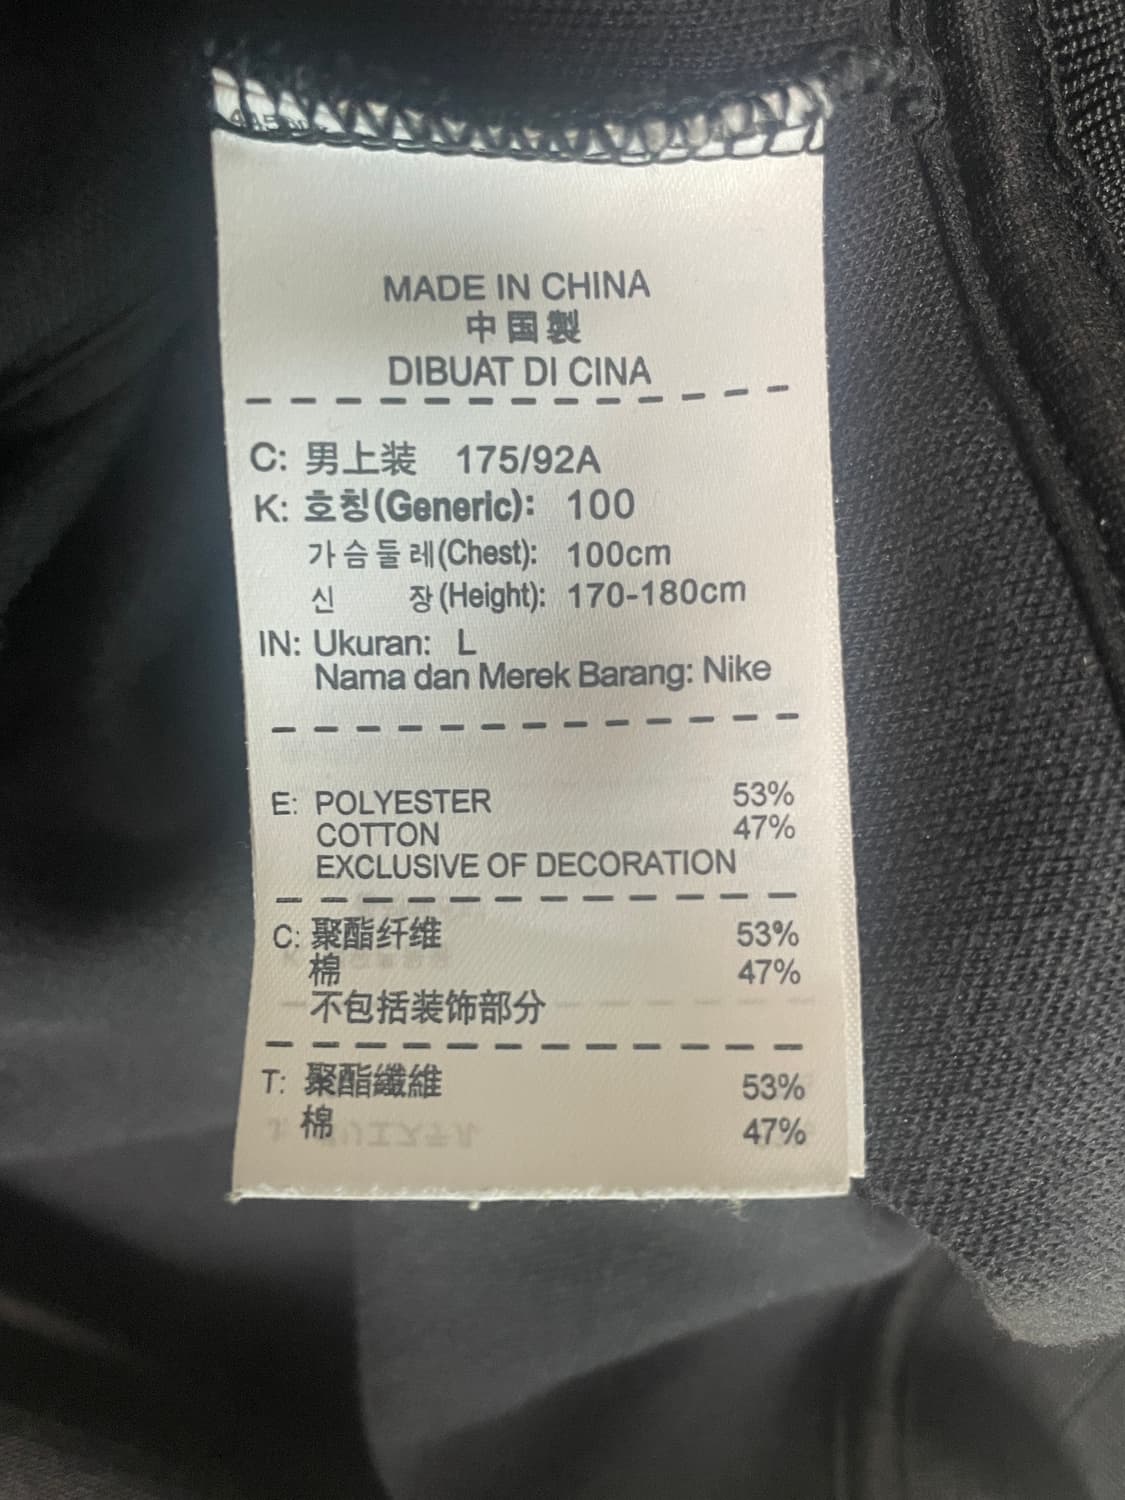 MADE IN CHINA
中国製
DIBUAT DI CINA
C: 男上装 175/92A
K: 호칭(Generic): 100
가슴둘레(Chest): 100cm
신 장(Height): 170-180cm
IN: Ukuran: L
Nama dan Merek Barang: Nike
E: POLYESTER 53%
COTTON 47%
EXCLUSIVE OF DECORATION
C: 聚酯纤维 53%
棉 47%
不包括装饰部分
T: 聚酯纖維 53%
棉 47%